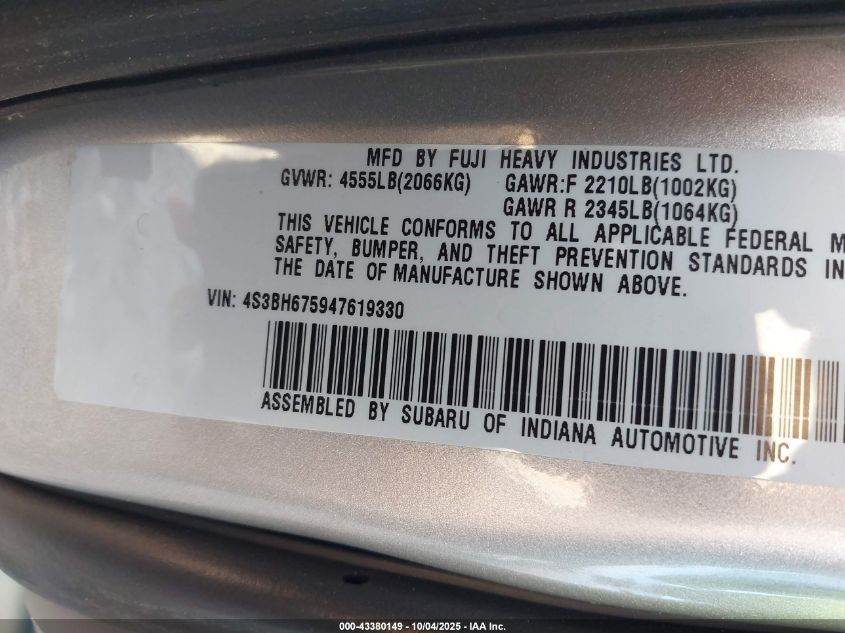 MFD BY FUJI HEAVY INDUSTRIES LTD.
GVWR: 4555LB(2066KG) GAWR:F 2210LB(1002KG)
GAWR R 2345LB(1064KG)
THIS VEHICLE CONFORMS TO ALL APPLICABLE FEDERAL M
SAFETY, BUMPER, AND THEFT PREVENTION STANDARDS IN
THE DATE OF MANUFACTURE SHOWN ABOVE.
VIN: 4S3BH675947619330
ASSEMBLED BY SUBARU OF INDIANA AUTOMOTIVE INC.
000-43380149 - 10/04/2025 - IAA Inc.